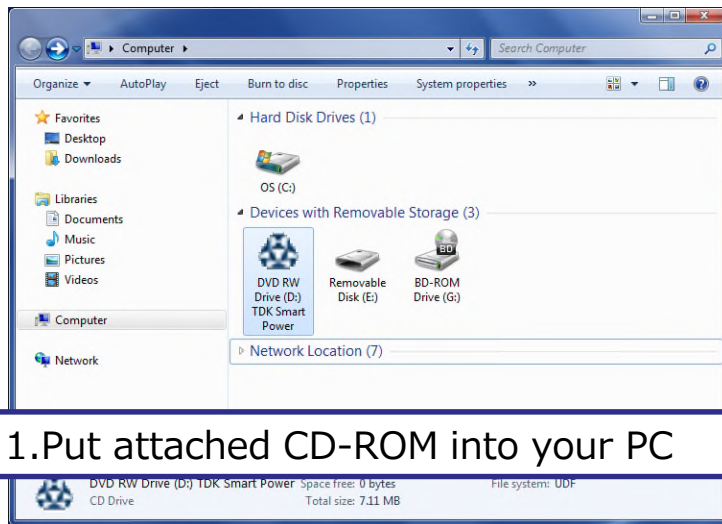 Computer
Search Computer
Organize AutoPlay Eject Burn to disc Properties System properties »
Favorites
Desktop
Downloads
Libraries
Documents
Music
Pictures
Videos
Computer
Network
Hard Disk Drives (1)
OS (C:)
Devices with Removable Storage (3)
DVD RW
Drive (D:)
TDK Smart
Power
Removable
Disk (E:)
BD
BD-ROM
Drive (G:)
Network Location (7)
1.Put attached CD-ROM into your PC
DVD RW Drive (D:) TDK Smart Power Space free: 0 bytes File system: UDF
CD Drive Total size: 7.11 MB